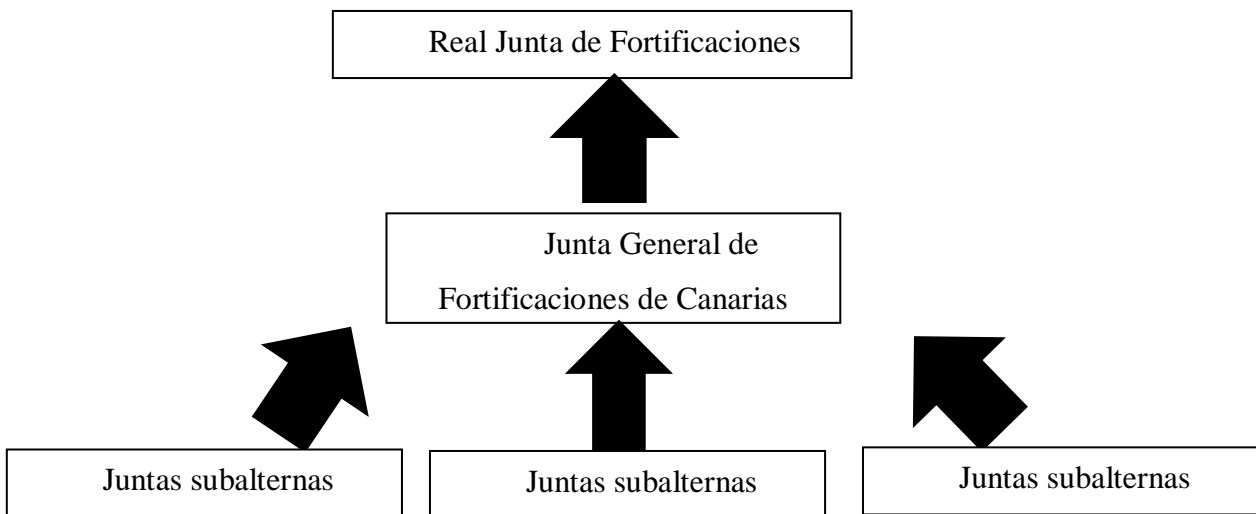 Real Junta de Fortificaciones
Junta General de
Fortificaciones de Canarias
Juntas subalternas
Juntas subalternas
Juntas subalternas